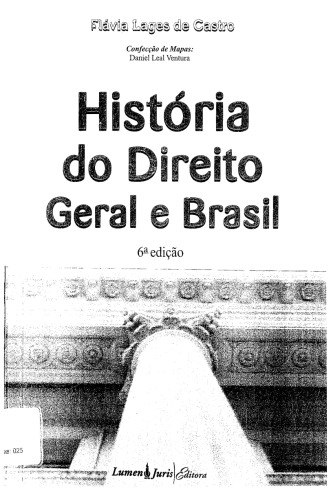 Flávia Lages de Castro
Confecção de Mapas:
Daniel Leal Ventura
História
do Direito
Geral e Brasil
6ª edição
025
Lumen Juris Editora